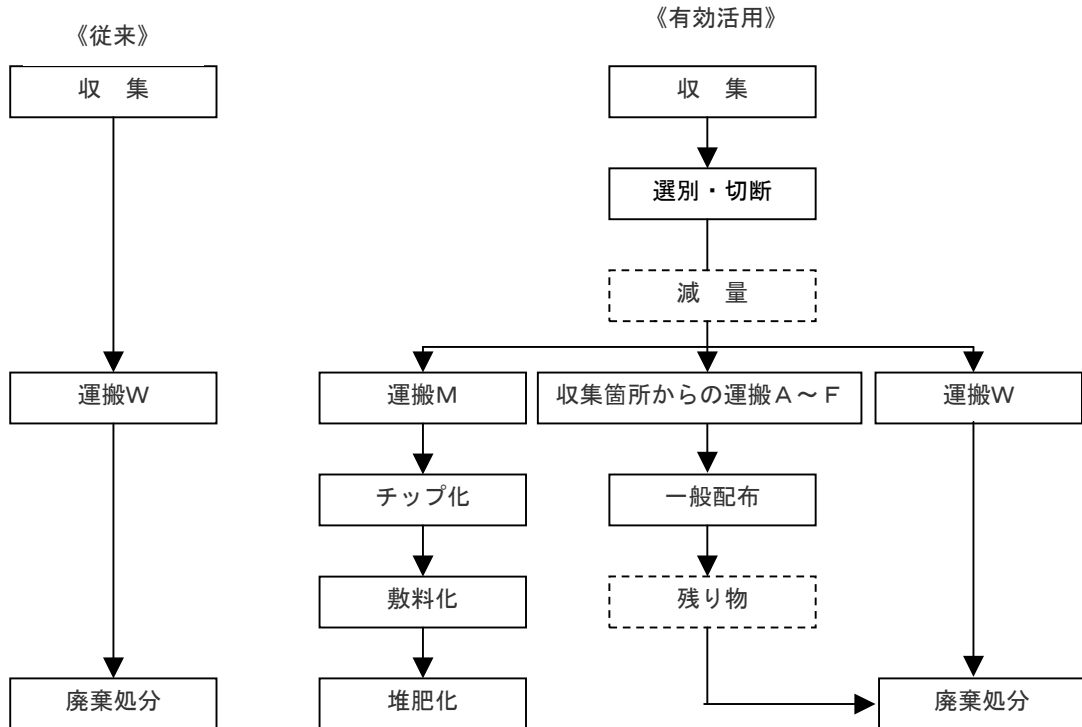 《従来》
収　集
運搬W
廃棄処分
《有効活用》
収　集
選別・切断
減　量
運搬M
収集箇所からの運搬A～F
運搬W
チップ化
一般配布
敷料化
残り物
堆肥化
廃棄処分